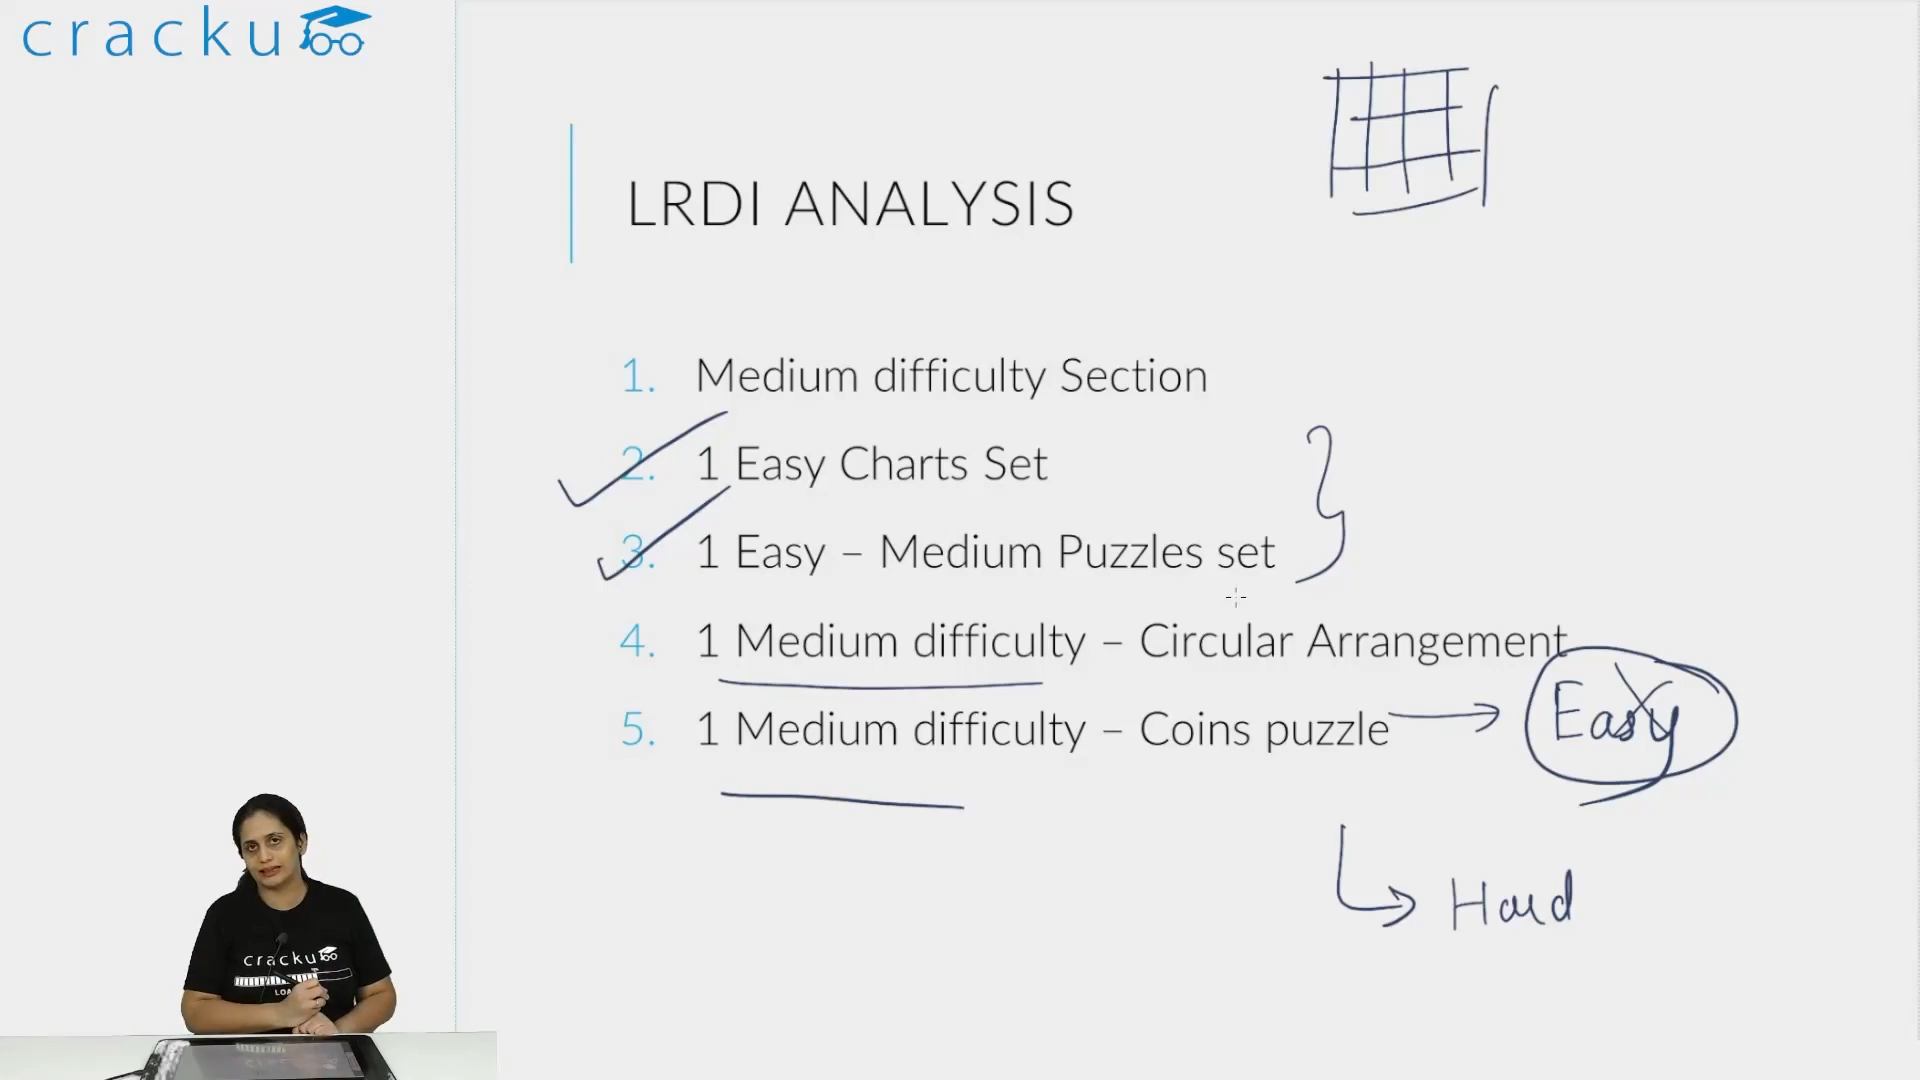 cracku
LRDI ANALYSIS
1. Medium difficulty Section
2. 1 Easy Charts Set
3. 1 Easy – Medium Puzzles set
4. 1 Medium difficulty – Circular Arrangement
5. 1 Medium difficulty – Coins puzzle
Easy
Hard
cracku